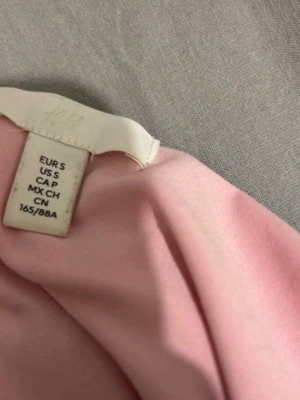 H&M
EUR S
US S
CA P
MX CH
CN
165/88A